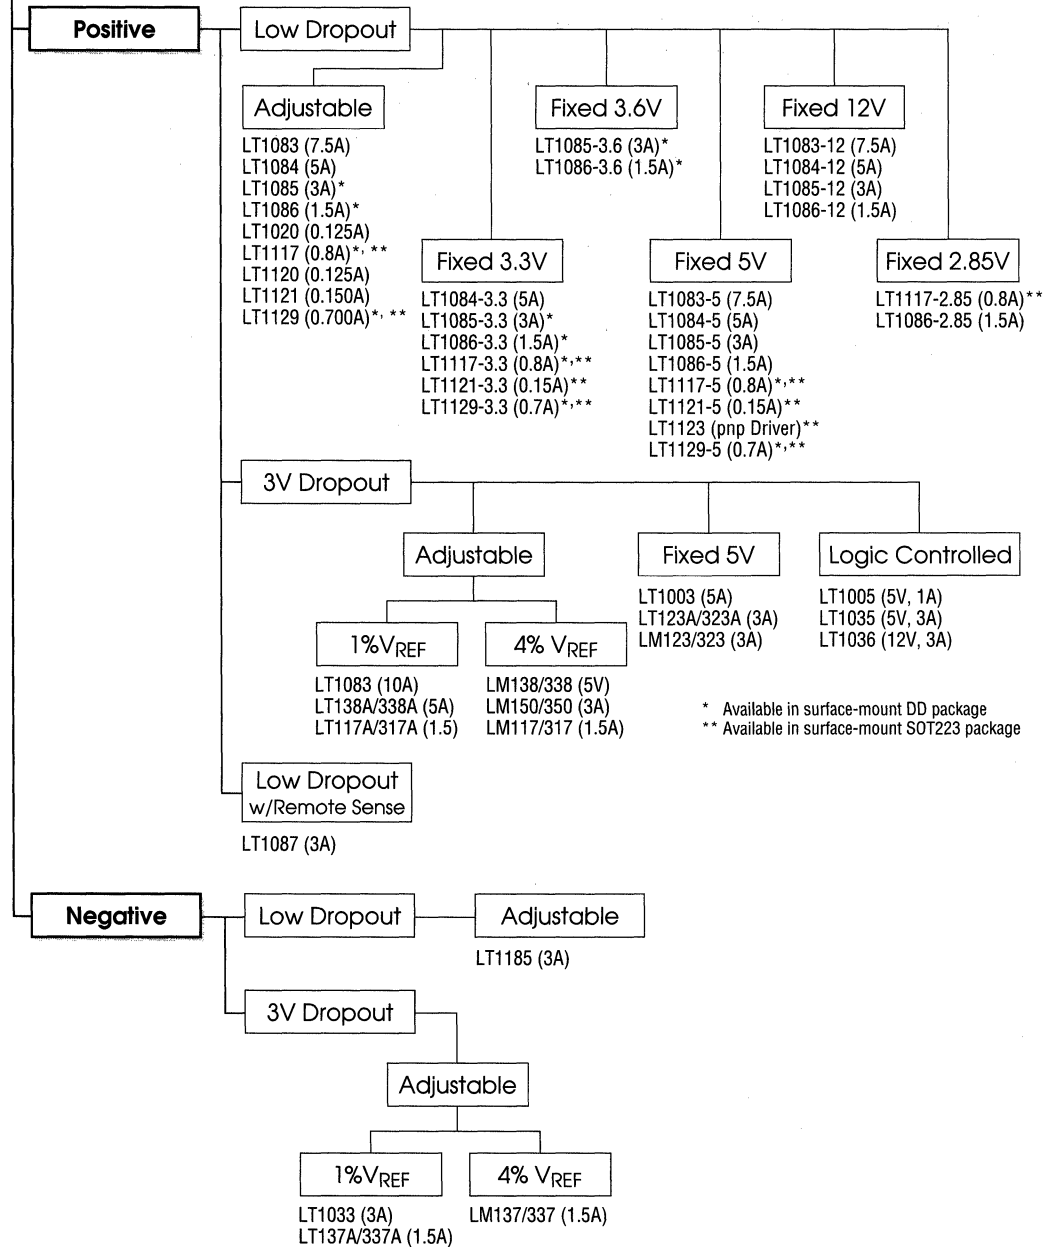 Positive
Low Dropout
Adjustable
LT1083 (7.5A)
LT1084 (5A)
LT1085 (3A)*
LT1086 (1.5A)*
LT1020 (0.125A)
LT1117 (0.8A)*, **
LT1120 (0.125A)
LT1121 (0.150A)
LT1129 (0.700A)*, **
Fixed 3.6V
LT1085-3.6 (3A)*
LT1086-3.6 (1.5A)*
Fixed 12V
LT1083-12 (7.5A)
LT1084-12 (5A)
LT1085-12 (3A)
LT1086-12 (1.5A)
Fixed 3.3V
LT1084-3.3 (5A)
LT1085-3.3 (3A)*
LT1086-3.3 (1.5A)*
LT1117-3.3 (0.8A)*,**
LT1121-3.3 (0.15A)**
LT1129-3.3 (0.7A)*,**
Fixed 5V
LT1083-5 (7.5A)
LT1084-5 (5A)
LT1085-5 (3A)
LT1086-5 (1.5A)
LT1117-5 (0.8A)*,**
LT1121-5 (0.15A)**
LT1123 (pnp Driver)**
LT1129-5 (0.7A)*,**
Fixed 2.85V
LT1117-2.85 (0.8A)**
LT1086-2.85 (1.5A)
3V Dropout
Adjustable
1%VREF
LT1083 (10A)
LT138A/338A (5A)
LT117A/317A (1.5)
4% VREF
LM138/338 (5V)
LM150/350 (3A)
LM117/317 (1.5A)
Fixed 5V
LT1003 (5A)
LT123A/323A (3A)
LM123/323 (3A)
Logic Controlled
LT1005 (5V, 1A)
LT1035 (5V, 3A)
LT1036 (12V, 3A)
* Available in surface-mount DD package
** Available in surface-mount SOT223 package
Low Dropout
w/Remote Sense
LT1087 (3A)
Negative
Low Dropout
Adjustable
LT1185 (3A)
3V Dropout
Adjustable
1%VREF
LT1033 (3A)
LT137A/337A (1.5A)
4% VREF
LM137/337 (1.5A)